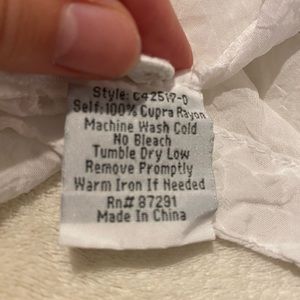 Style: C42517-D
Self: 100% Cupra Rayon
Machine Wash Cold
No Bleach
Tumble Dry Low
Remove Promptly
Warm Iron If Needed
Rn# 87291
Made In China